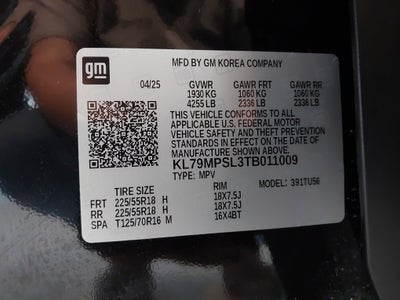 gm
MFD BY GM KOREA COMPANY
04/25 GVWR GAWR FRT GAWR RR
1930 KG 1060 KG 1060 KG
4255 LB 2336 LB 2336 LB
THIS VEHICLE CONFORMS TO ALL
APPLICABLE U.S. FEDERAL MOTOR
VEHICLE SAFETY AND THEFT PREVENTION
STANDARDS IN EFFECT ON THE DATE OF
MANUFACTURE SHOWN ABOVE.
KL79MPSL3TB011009
TYPE: MPV
MODEL: 391TU56
TIRE SIZE RIM
FRT 225/55R18 H 18X7.5J
RR 225/55R18 H 18X7.5J
SPA T125/70R16 M 16X4BT